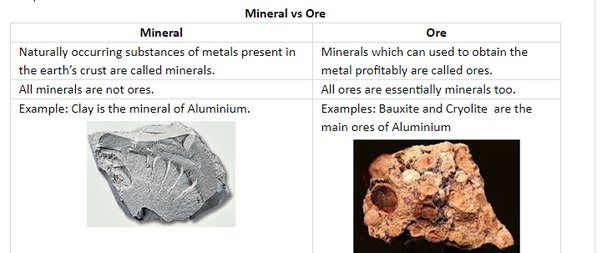 Mineral vs Ore
Mineral
Ore
Naturally occurring substances of metals present in
the earth's crust are called minerals.
Minerals which can used to obtain the
metal profitably are called ores.
All minerals are not ores.
All ores are essentially minerals too.
Example: Clay is the mineral of Aluminium.
Examples: Bauxite and Cryolite are the
main ores of Aluminium